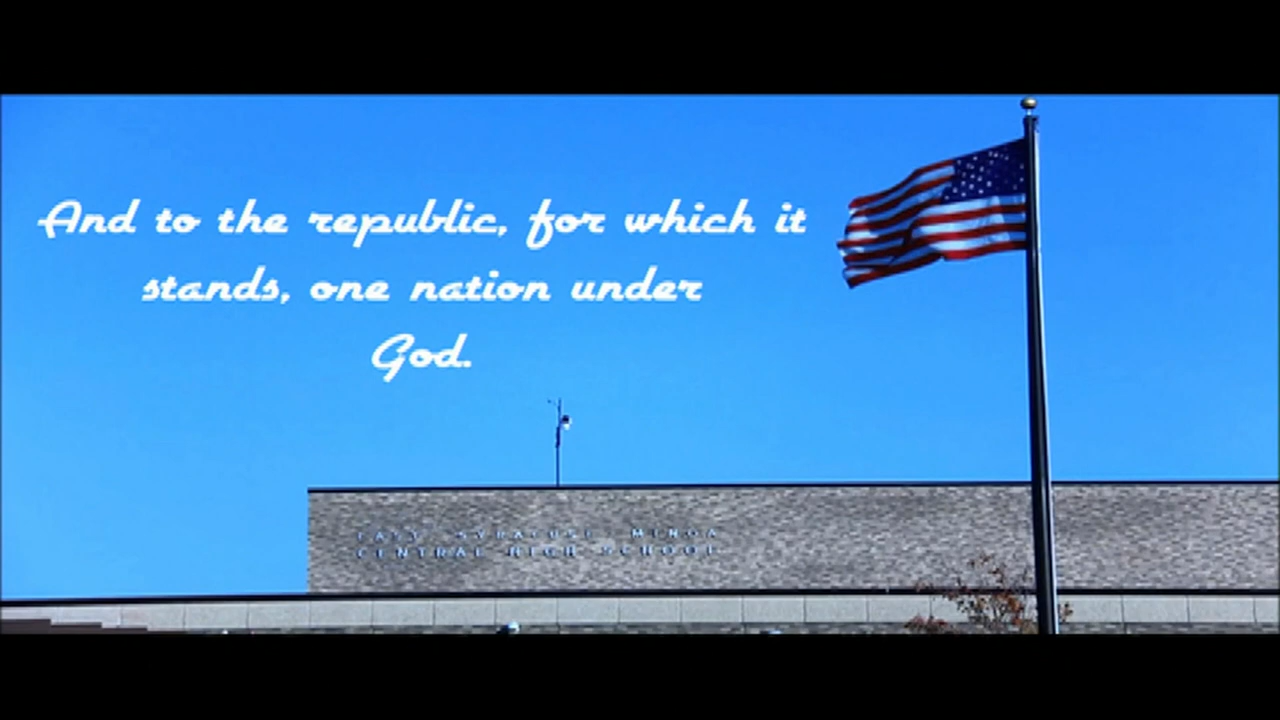 And to the republic, for which it
stands, one nation under
God.
EAST SYRACUSE MINOA
CENTRAL HIGH SCHOOL